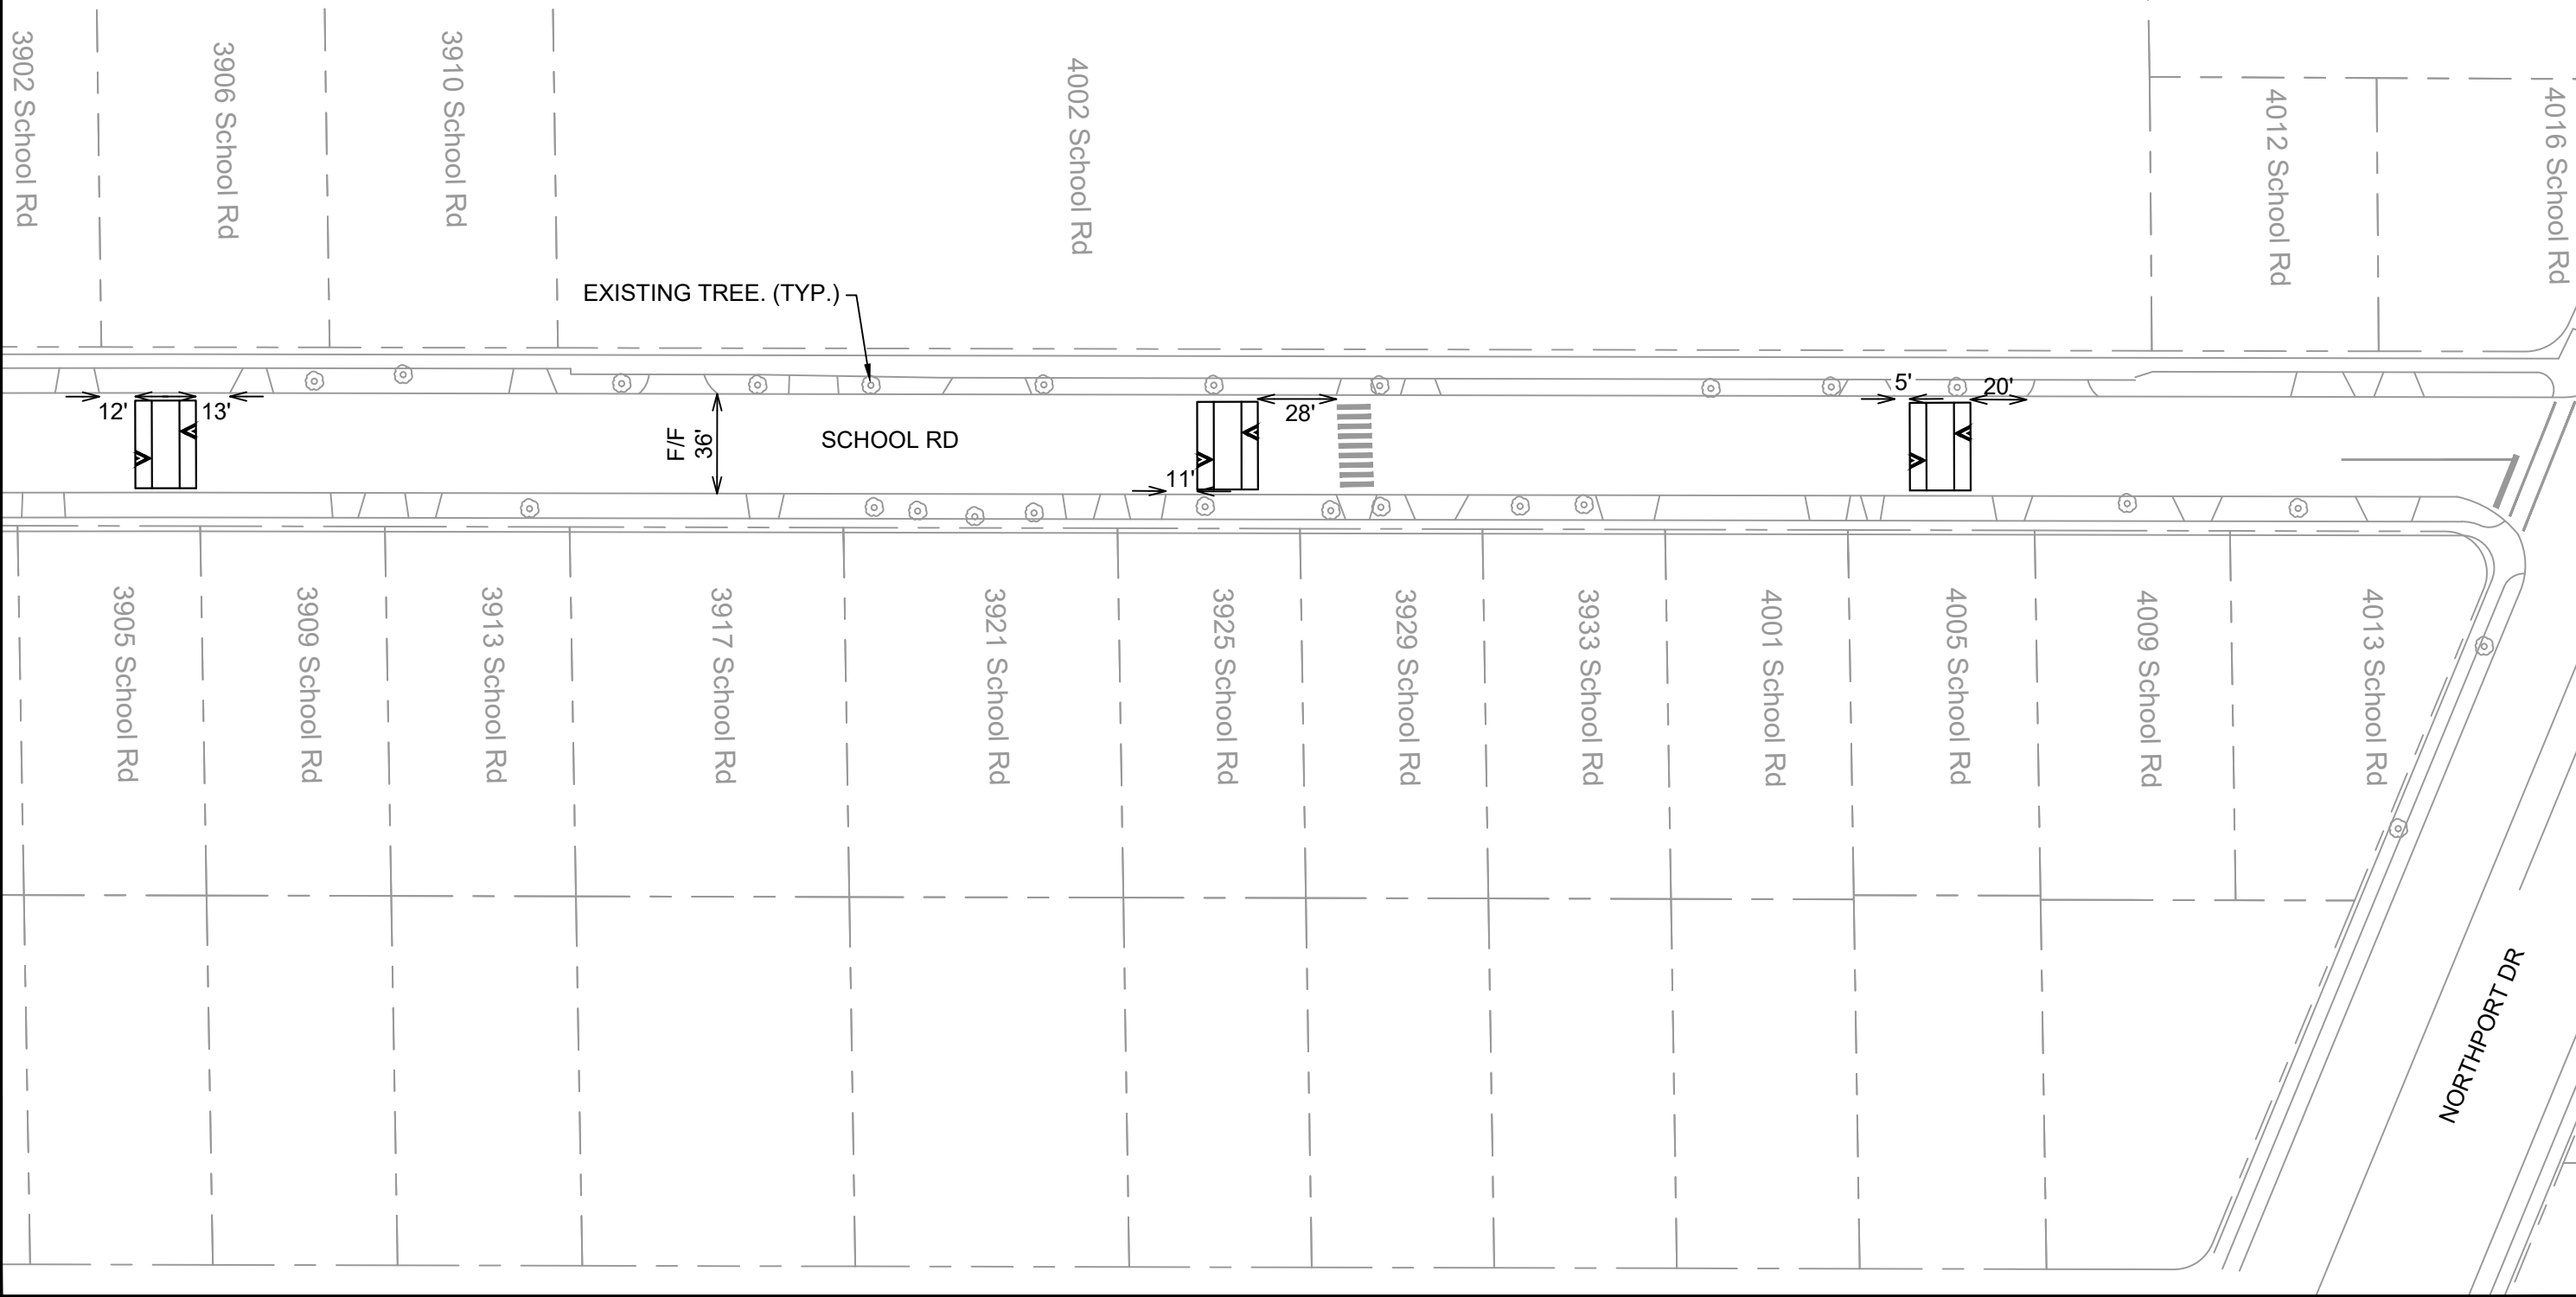 3902 School Rd
3906 School Rd
3910 School Rd
4002 School Rd
4012 School Rd
4016 School Rd
EXISTING TREE. (TYP.)
12'
13'
F/F
36'
SCHOOL RD
11'
28'
5'
20'
3905 School Rd
3909 School Rd
3913 School Rd
3917 School Rd
3921 School Rd
3925 School Rd
3929 School Rd
3933 School Rd
4001 School Rd
4005 School Rd
4009 School Rd
4013 School Rd
NORTHPORT DR